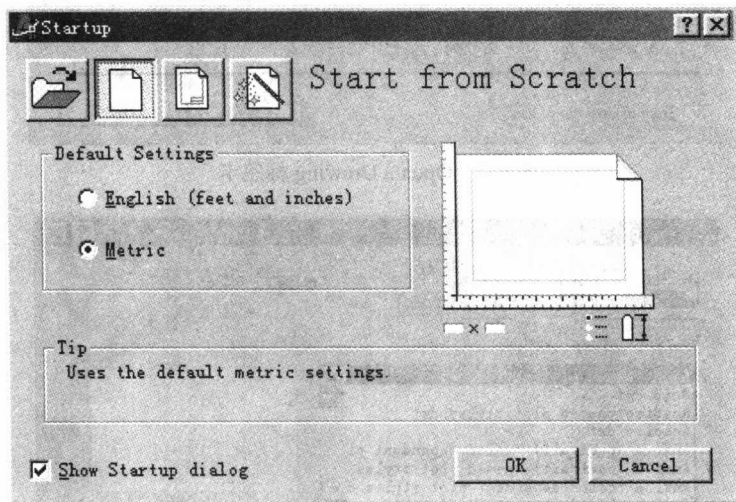 Startup
Start from Scratch
Default Settings
English (feet and inches)
Metric
Tip
Uses the default metric settings.
Show Startup dialog
OK
Cancel